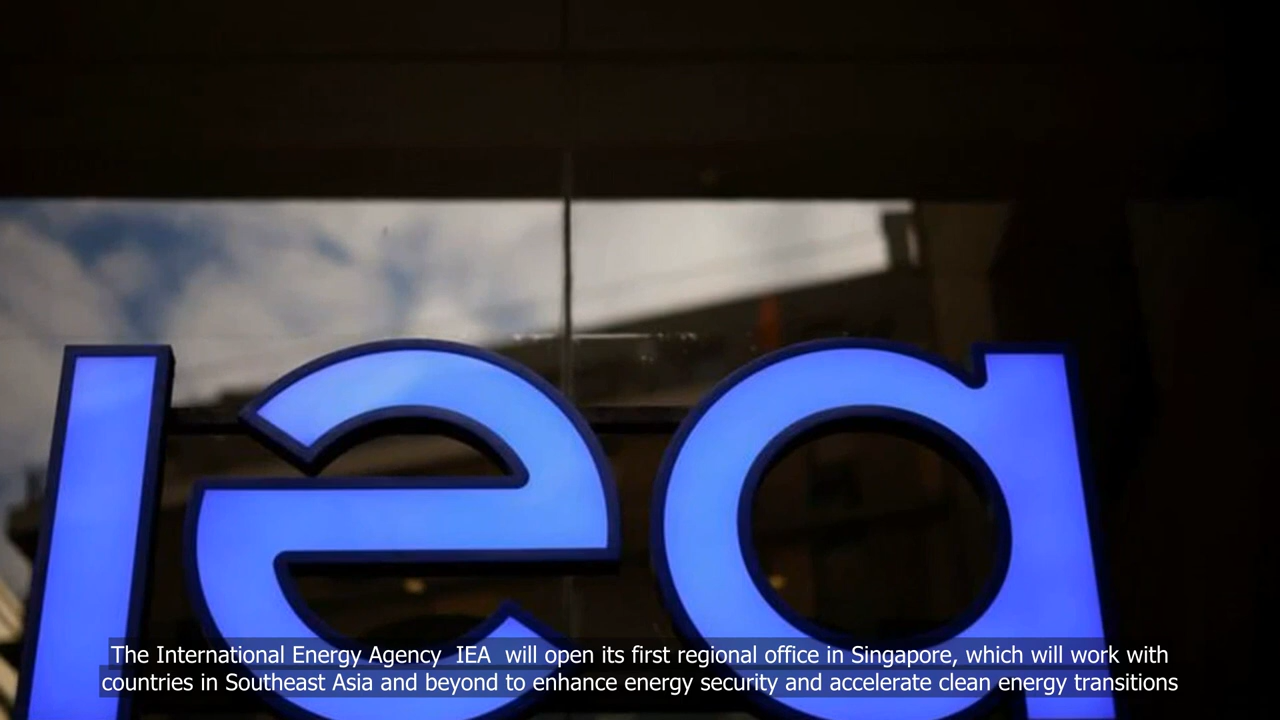 iea
The International Energy Agency  IEA  will open its first regional office in Singapore, which will work with
countries in Southeast Asia and beyond to enhance energy security and accelerate clean energy transitions